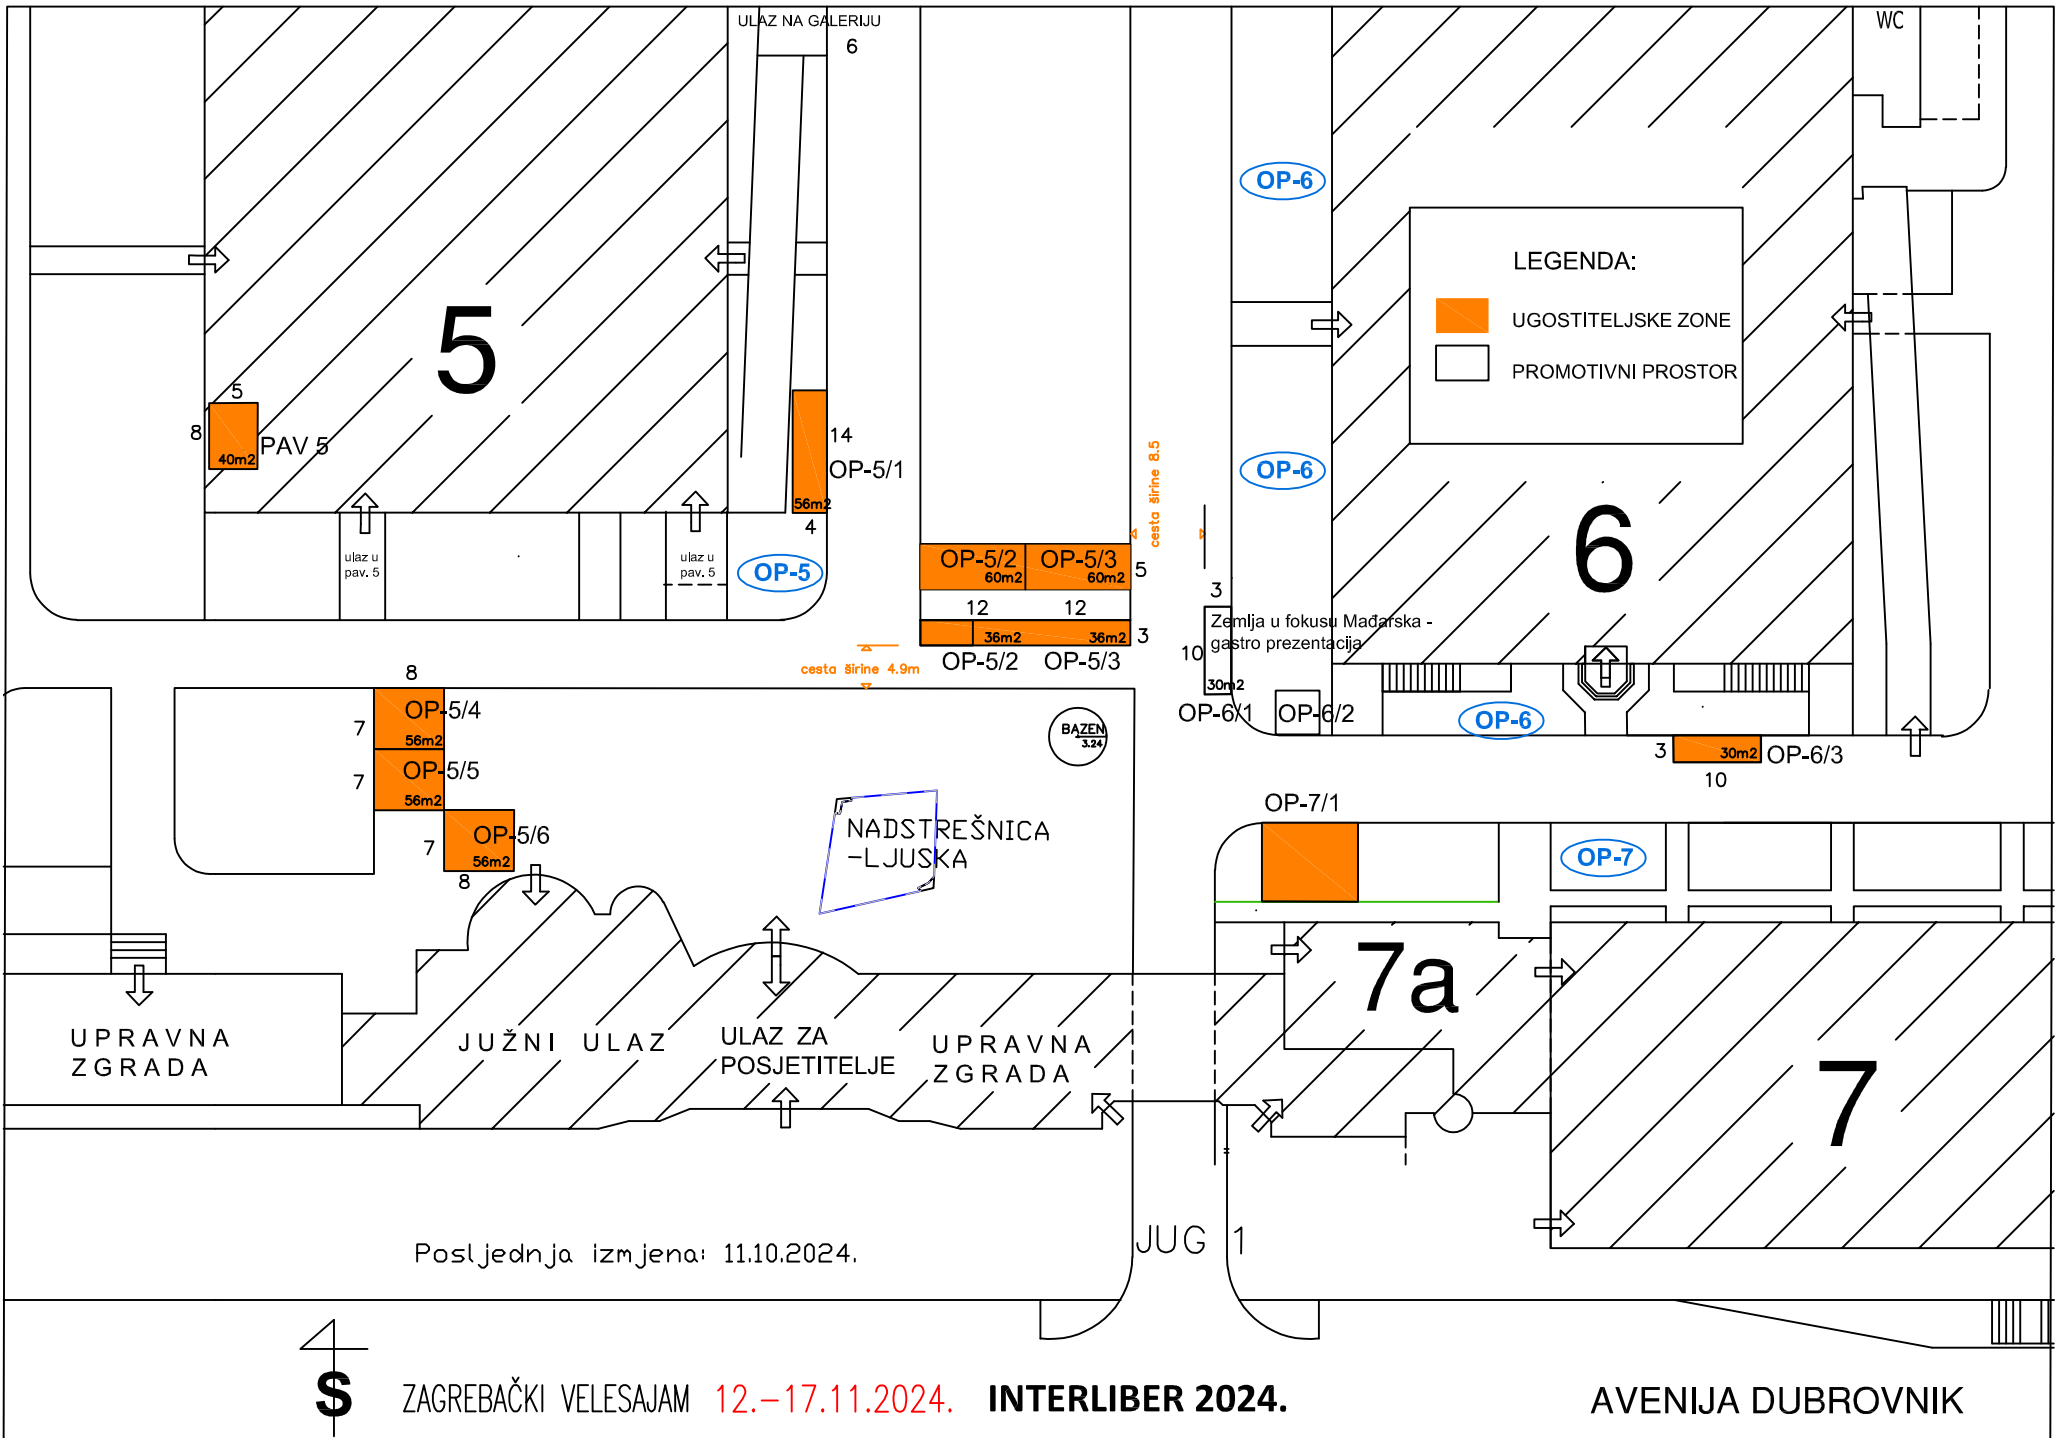 ULAZ NA GALERIJU
6
WC
OP-6
LEGENDA:
UGOSTITELJSKE ZONE
PROMOTIVNI PROSTOR
5
5
8
40m2
PAV 5
14
OP-5/1
56m2
4
cesta širine 8.5
OP-6
6
ulaz u
pav. 5
ulaz u
pav. 5
OP-5
OP-5/2
60m2
OP-5/3
60m2
5
12
12
36m2
36m2
3
OP-5/2
OP-5/3
cesta širine 4.9m
3
Zemlja u fokusu Mađarska -
gastro prezentacija
10
30m2
OP-6/1
OP-6/2
OP-6
3
30m2
OP-6/3
10
8
OP-5/4
7
56m2
OP-5/5
7
56m2
OP-5/6
7
56m2
8
BAZEN
3.24
NADSTREŠNICA
-LJUSKA
OP-7/1
OP-7
7a
7
UPRAVNA
ZGRADA
JUŽNI ULAZ
ULAZ ZA
POSJETITELJE
UPRAVNA
ZGRADA
JUG 1
Posljednja izmjena: 11.10.2024.
S
ZAGREBAČKI VELESAJAM 12.-17.11.2024. INTERLIBER 2024.
AVENIJA DUBROVNIK